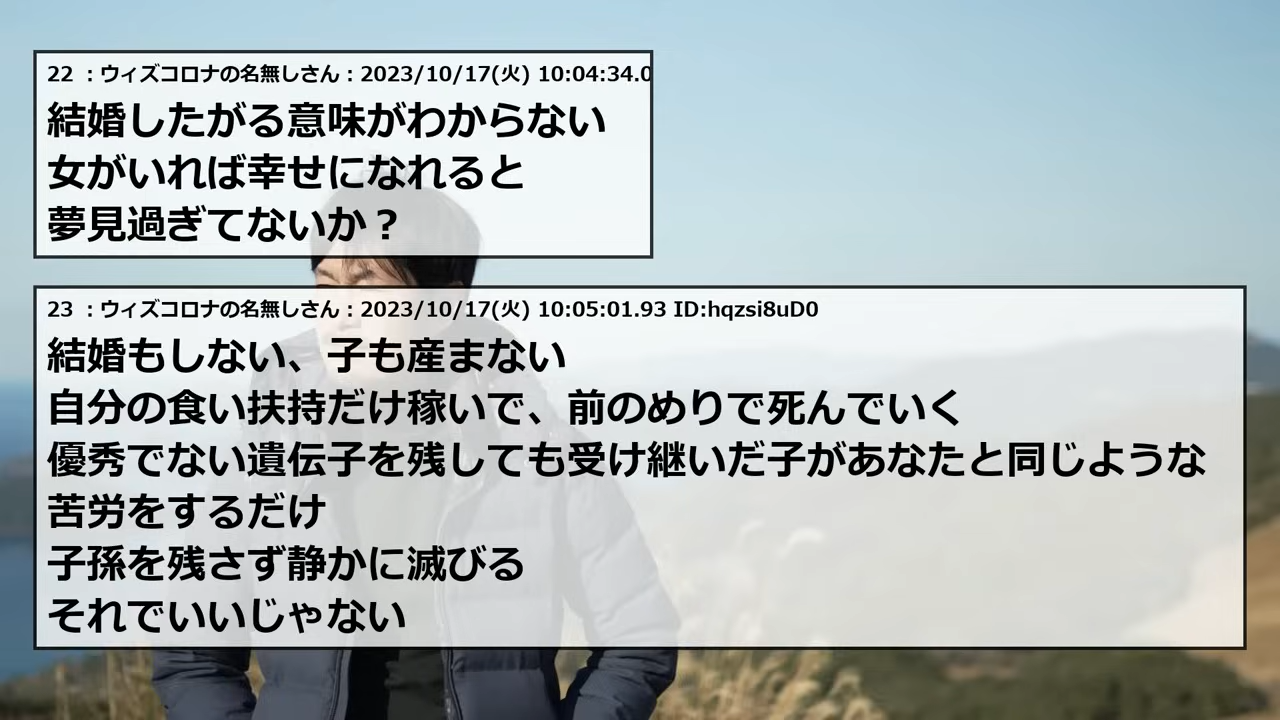 22 ：ウィズコロナの名無しさん：2023/10/17(火) 10:04:34.0
結婚したがる意味がわからない
女がいれば幸せになれると
夢見過ぎてないか？
23 ：ウィズコロナの名無しさん：2023/10/17(火) 10:05:01.93 ID:hqzsi8uD0
結婚もしない、子も産まない
自分の食い扶持だけ稼いで、前のめりで死んでいく
優秀でない遺伝子を残しても受け継いだ子があなたと同じような
苦労をするだけ
子孫を残さず静かに滅びる
それでいいじゃない